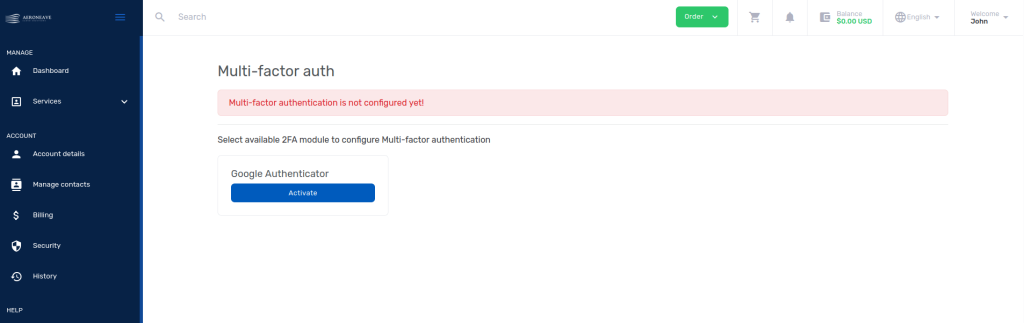 AERONEAVE
Search
Order
Balance
$0.00 USD
English
Welcome
John
MANAGE
Dashboard
Services
ACCOUNT
Account details
Manage contacts
Billing
Security
History
HELP
Multi-factor auth
Multi-factor authentication is not configured yet!
Select available 2FA module to configure Multi-factor authentication
Google Authenticator
Activate